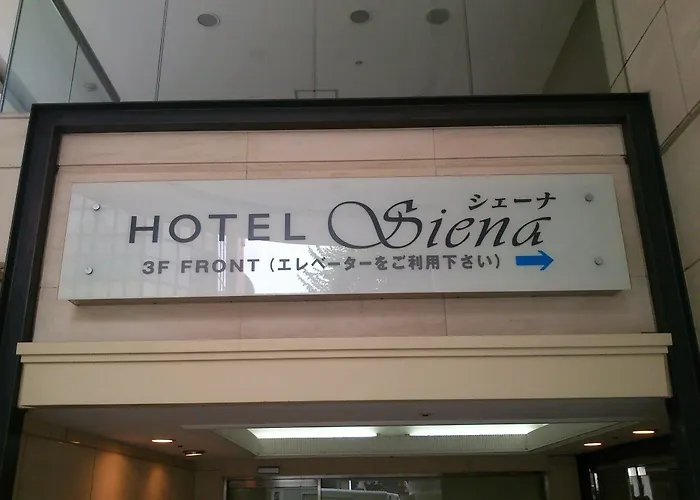 シェーナ
HOTEL Siena
3F FRONT (エレベーターをご利用下さい) →